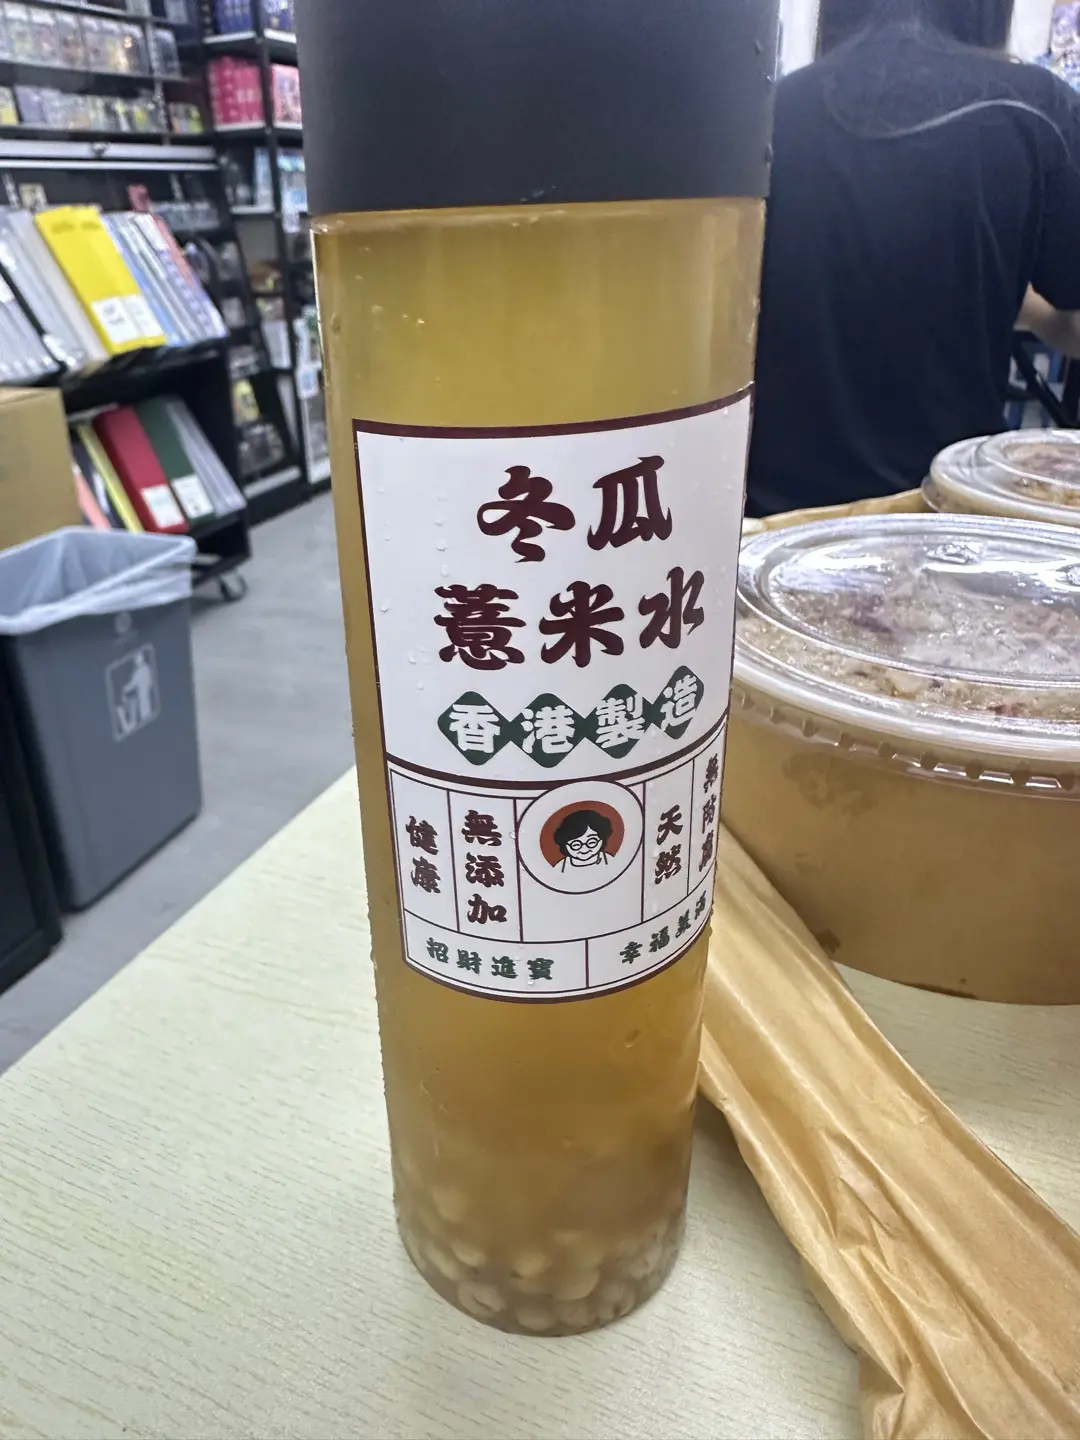 冬瓜
薏米水
香港製造
健康
無添加
天然
無防腐
招財進寶
幸福美滿